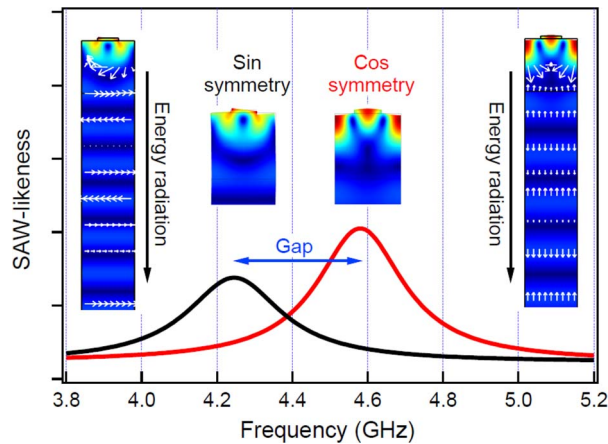 Sin
symmetry
Cos
symmetry
Energy radiation
Energy radiation
Gap
SAW-likeness
3.8 4.0 4.2 4.4 4.6 4.8 5.0 5.2
Frequency (GHz)